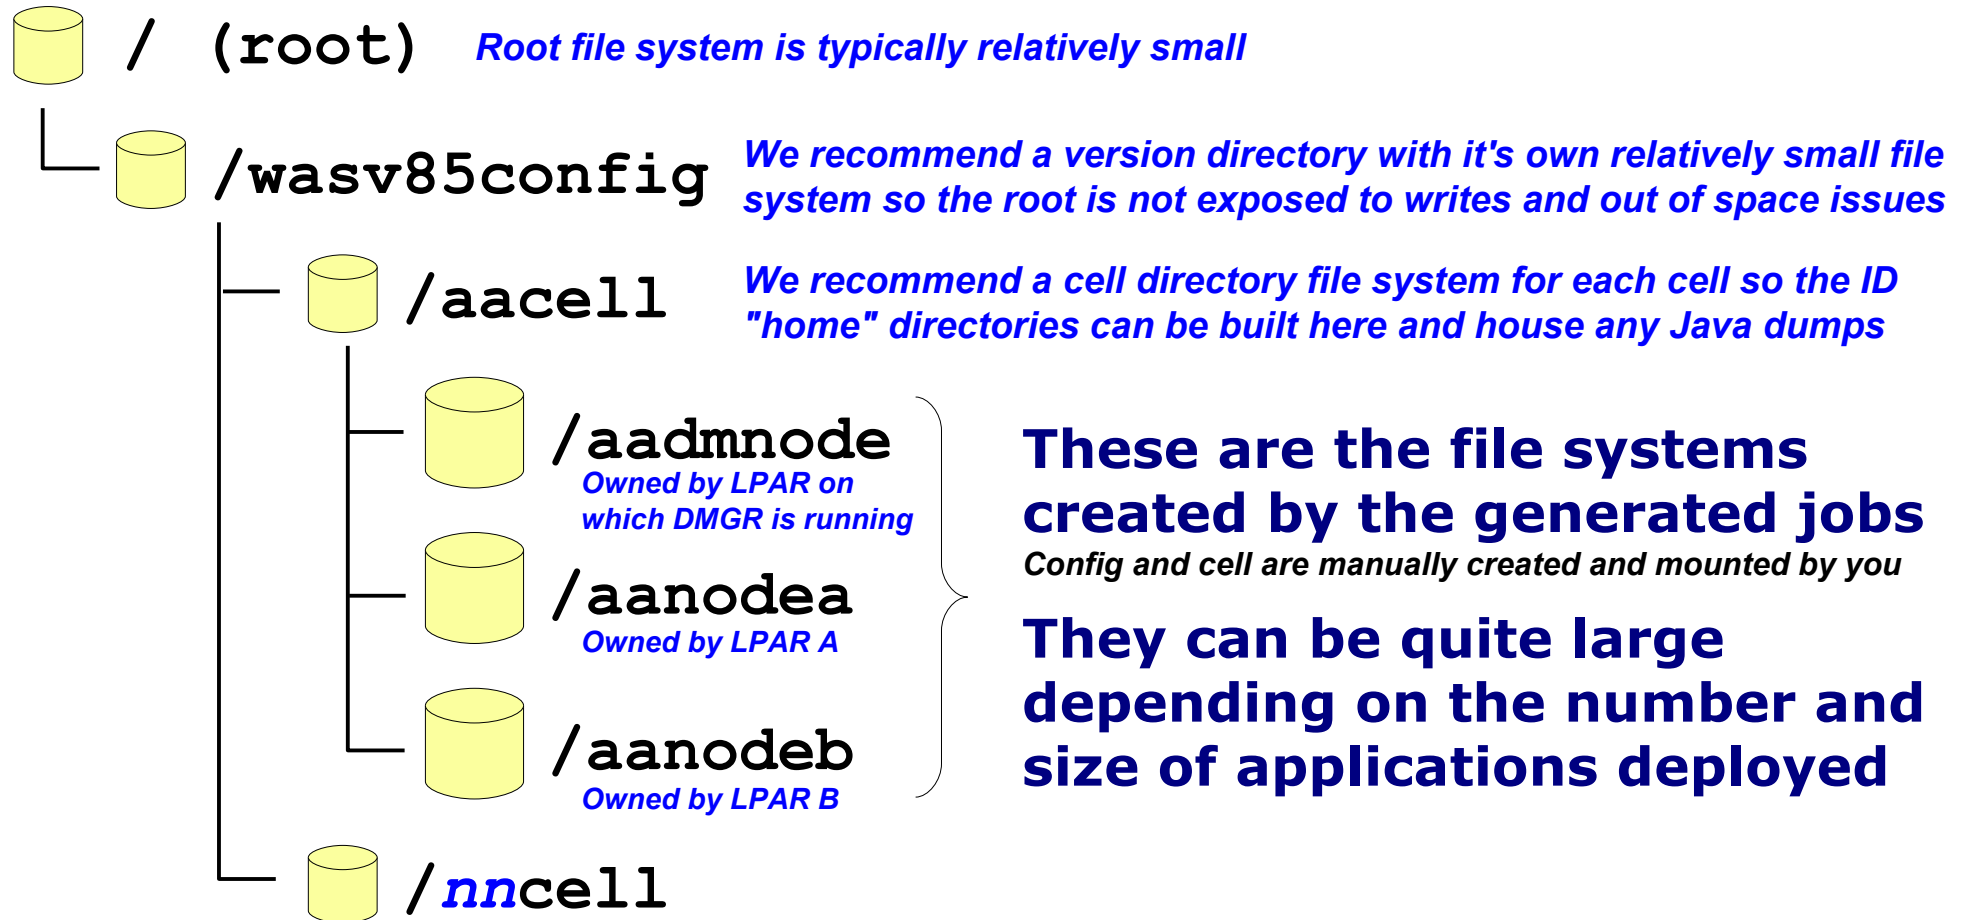 / (root) Root file system is typically relatively small
/wasv85config
We recommend a version directory with it's own relatively small file
system so the root is not exposed to writes and out of space issues
/aacell
We recommend a cell directory file system for each cell so the ID
"home" directories can be built here and house any Java dumps
/aadmnode
Owned by LPAR on
which DMGR is running
/aanodea
Owned by LPAR A
/aanodeb
Owned by LPAR B
These are the file systems
created by the generated jobs
Config and cell are manually created and mounted by you
They can be quite large
depending on the number and
size of applications deployed
/nncell